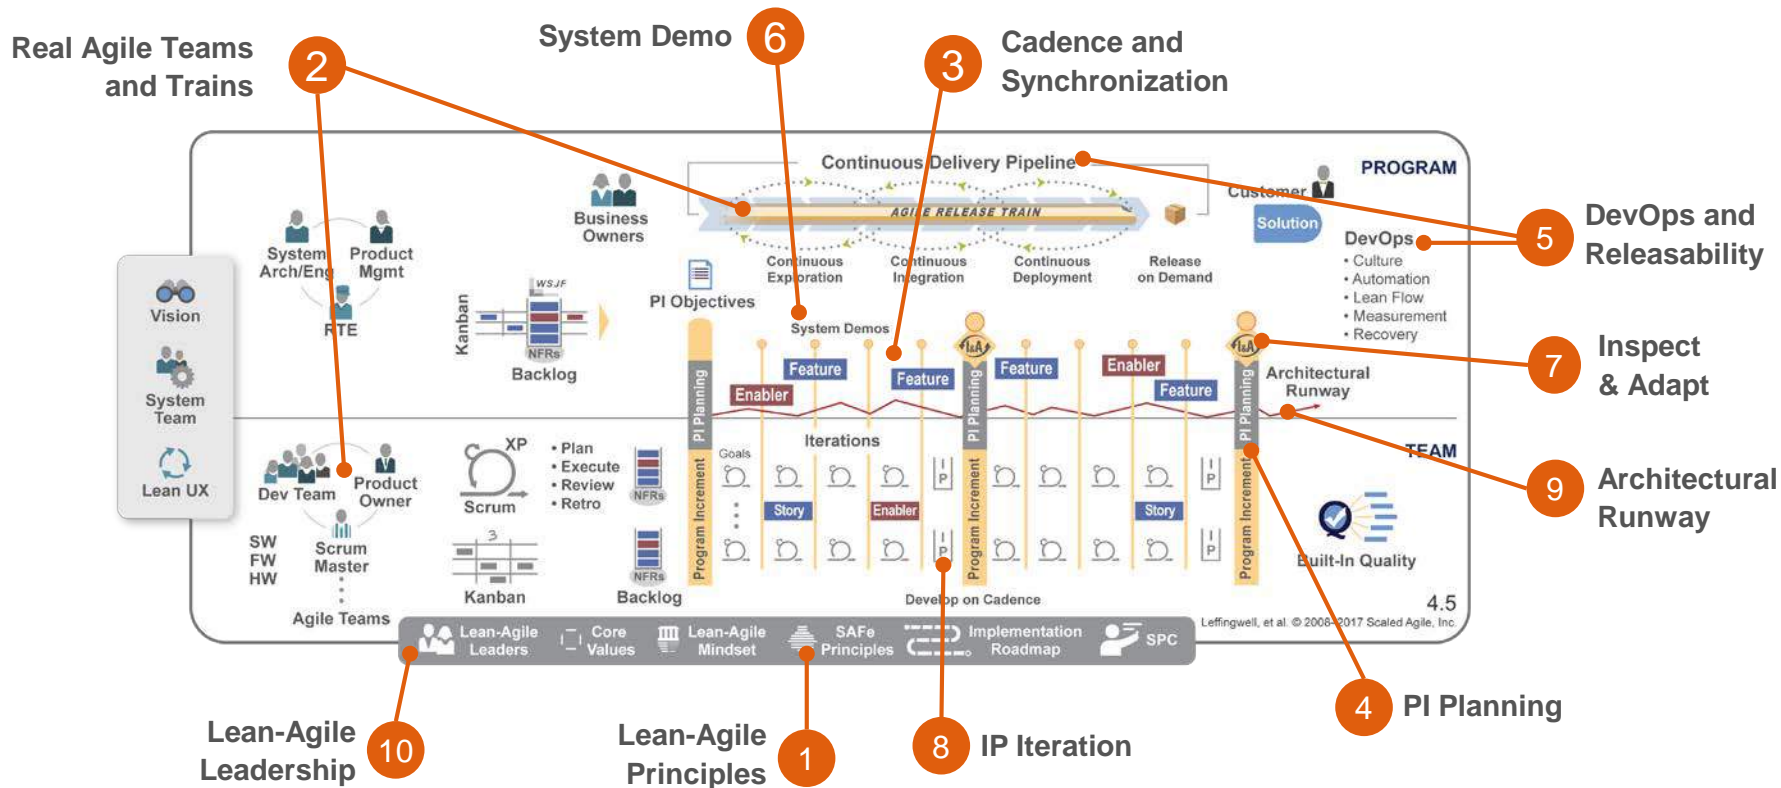 Real Agile Teams
and Trains
2
System Demo
6
3
Cadence and
Synchronization
Continuous Delivery Pipeline
PROGRAM
Customer
Solution
Business
Owners
AGILE RELEASE TRAIN
Continuous
Exploration
Continuous
Integration
Continuous
Deployment
Release
on Demand
DevOps
• Culture
• Automation
• Lean Flow
• Measurement
• Recovery
5
DevOps and
Releasability
System
Arch/Eng
Product
Mgmt
RTE
Vision
System
Team
Lean UX
Kanban
WSJF
NFRs
Backlog
PI Objectives
System Demos
Enabler
Feature
Feature
I&A
Feature
Enabler
Feature
I&A
Architectural
Runway
7
Inspect
& Adapt
PI Planning
PI Planning
PI Planning
TEAM
Dev Team
Product
Owner
Scrum
Master
SW
FW
HW
Agile Teams
XP
Scrum
• Plan
• Execute
• Review
• Retro
3
Kanban
NFRs
NFRs
Backlog
Iterations
Goals
Program Increment
Program Increment
Program Increment
Story
Enabler
Story
I
P
I
P
I
P
I
P
Develop on Cadence
Built-In Quality
9
Architectural
Runway
4.5
Leffingwell, et al. © 2008–2017 Scaled Agile, Inc.
Lean-Agile
Leaders
Core
Values
Lean-Agile
Mindset
SAFe
Principles
Implementation
Roadmap
SPC
Lean-Agile
Leadership
10
Lean-Agile
Principles
1
8
IP Iteration
4
PI Planning